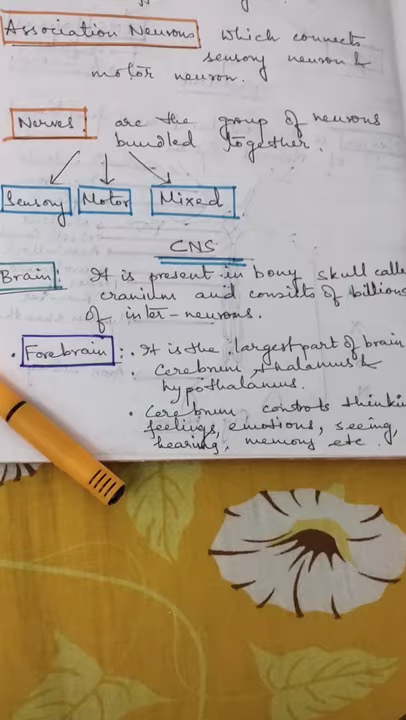 Association Neurons which connects
sensory neuron &
motor neuron.
Nerves. are the group of neurons
bundled together.
Sensory Motor Mixed
CNS
Brain: It is present in bony skull calle
cranium and consists of billions
of inter-neurons.
• Forebrain: • It is the largest part of brain
• Cerebrum, thalamus &
hypothalamus.
• Cerebrum controls thinkin
feelings, emotions, seeing,
hearing, memory etc.